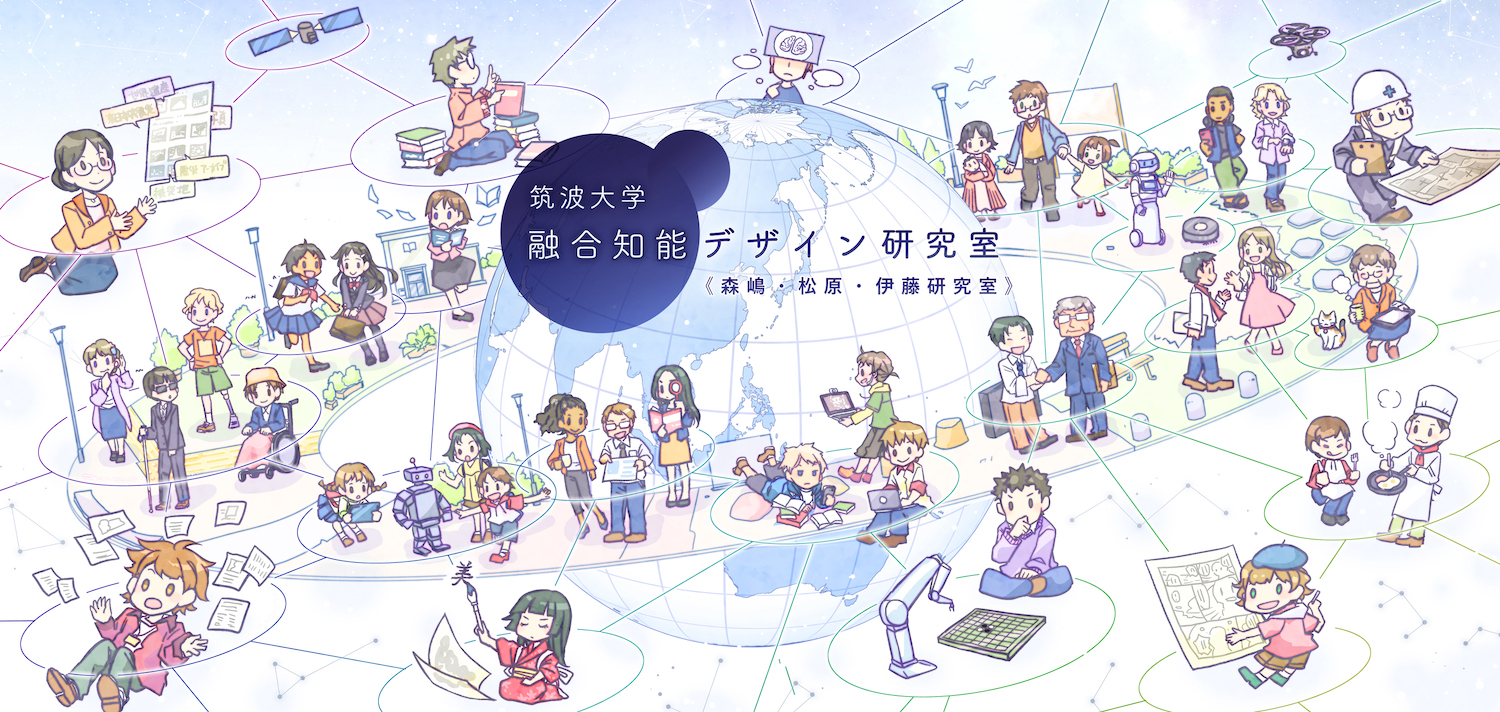 筑波大学
融合知能デザイン研究室
《森嶋・松原・伊藤研究室》
美